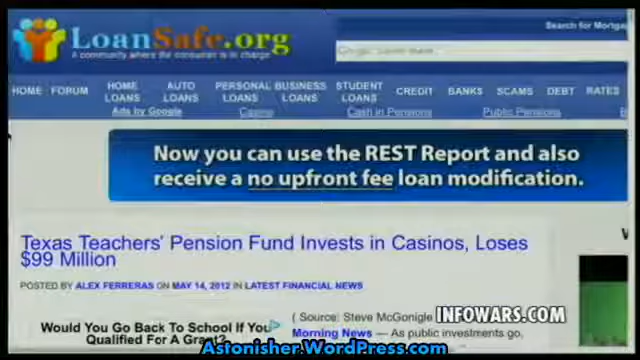 LoanSafe.org
A community where the consumer is in charge
Search for Mortga
HOME FORUM HOME LOANS AUTO LOANS PERSONAL LOANS BUSINESS LOANS STUDENT LOANS CREDIT BANKS SCAMS DEBT RATES
Ads by Google Casino Cash in Pensions Public Pensions
Now you can use the REST Report and also
receive a no upfront fee loan modification.
Texas Teachers' Pension Fund Invests in Casinos, Loses
$99 Million
POSTED BY ALEX FERRERAS ON MAY 14, 2012 IN LATEST FINANCIAL NEWS
Would You Go Back To School If You
Qualified For A Grant?
( Source: Steve McGonigle
Morning News – As public investments go,
INFOWARS.COM
Astonisher.WordPress.com